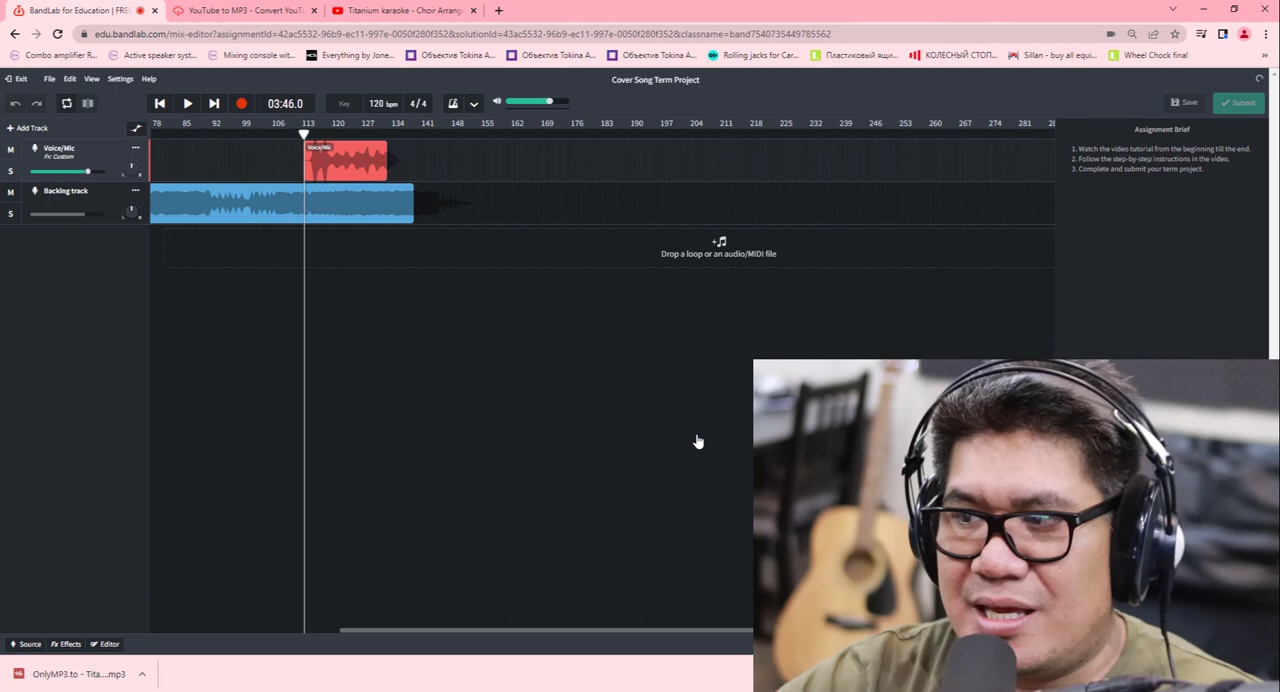 BandLab for Education | FRE
YouTube to MP3 - Convert YouTu
Titanium karaoke - Choir Arrang
edu.bandlab.com/mix-editor?assignmentId=42ac5532-96b9-ec11-997e-0050f280f352&solutionId=43ac5532-96b9-ec11-997e-0050f280f352&classname=band7540735449785562
Combo amplifier R...
Active speaker syst...
Mixing console wit...
Everything by Jone...
Объектив Tokina A...
Объектив Tokina A...
Объектив Tokina A...
Rolling jacks for Car...
Пластиковый ящи...
КОЛЕСНЫЙ СТОП...
Sillan - buy all equi...
Wheel Chock final
Exit File Edit View Settings Help
Cover Song Term Project
03:46.0
Key
120 bpm
4/4
Save
Submit
Add Track
78 85 92 99 106 113 120 127 134 141 148 155 162 169 176 183 190 197 204 211 218 225 232 239 246 253 260 267 274 281
M
Voice/Mic
Fx: Custom
S
L R
Voice/Mic
M
Backing track
S
L R
Drop a loop or an audio/MIDI file
Assignment Brief
1. Watch the video tutorial from the beginning till the end.
2. Follow the step-by-step instructions in the video.
3. Complete and submit your term project.
Source
Fx Effects
Editor
OnlyMP3.to - Tita....mp3